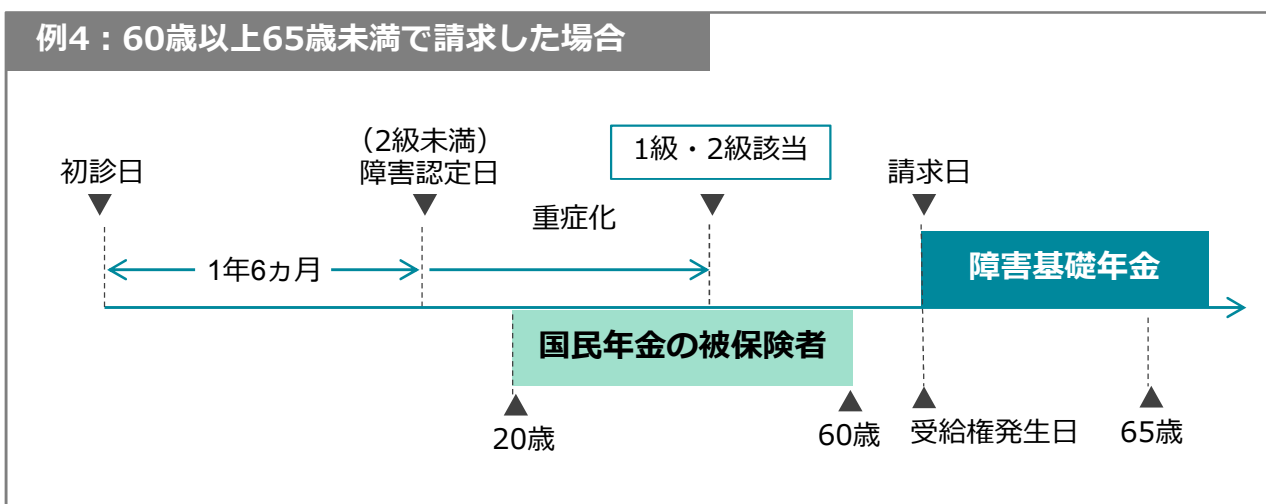 例4：60歳以上65歳未満で請求した場合
初診日
（2級未満）
障害認定日
1級・2級該当
請求日
重症化
1年6ヵ月
障害基礎年金
国民年金の被保険者
20歳
60歳
受給権発生日
65歳